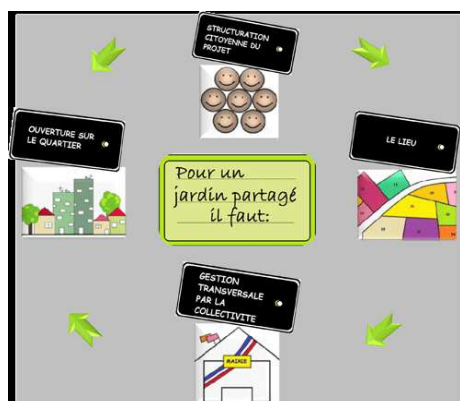 STRUCTURATION
CITOYENNE DU
PROJET
OUVERTURE SUR
LE QUARTIER
LE LIEU
Pour un
jardin partagé
il faut:
GESTION
TRANSVERSALE
PAR LA
COLLECTIVITE
MAIRIE